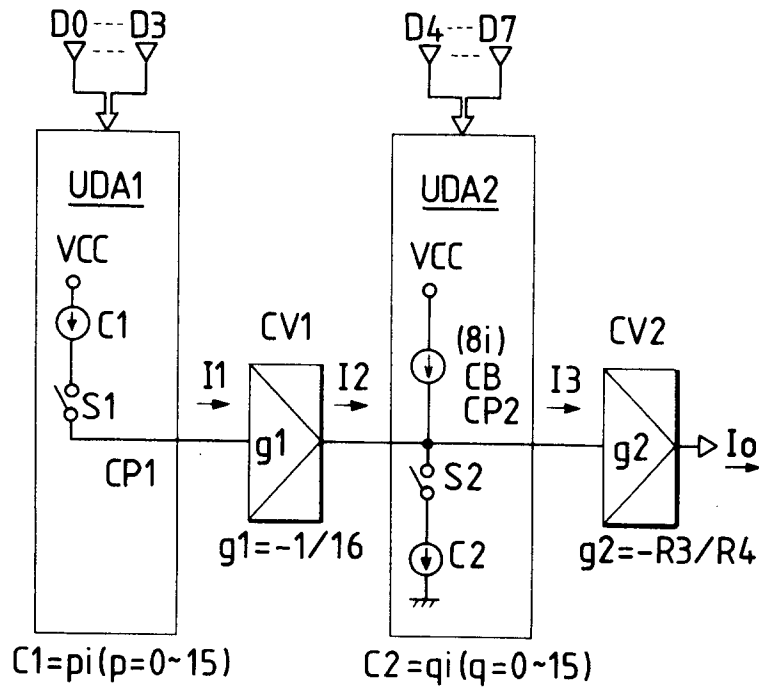 D0 --- D3
D4 --- D7
UDA1
UDA2
VCC
VCC
C1
CV1
(8i)
CB
CP2
CV2
S1
I1
I2
I3
CP1
g1
S2
g2
Io
g1=-1/16
C2
g2=-R3/R4
C1=pi(p=0~15)
C2=qi(q=0~15)